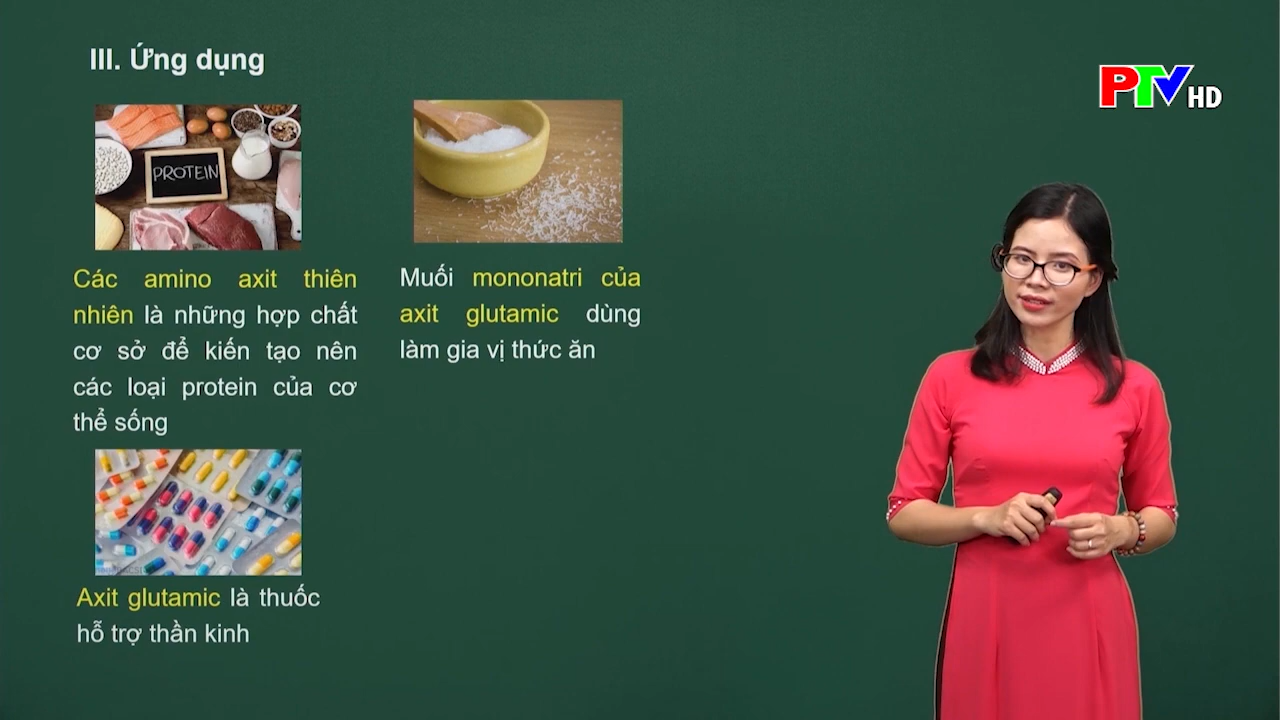 III. Ứng dụng
PTV HD
PROTEIN
Các amino axit thiên
nhiên là những hợp chất
cơ sở để kiến tạo nên
các loại protein của cơ
thể sống
Muối mononatri của
axit glutamic dùng
làm gia vị thức ăn
Axit glutamic là thuốc
hỗ trợ thần kinh